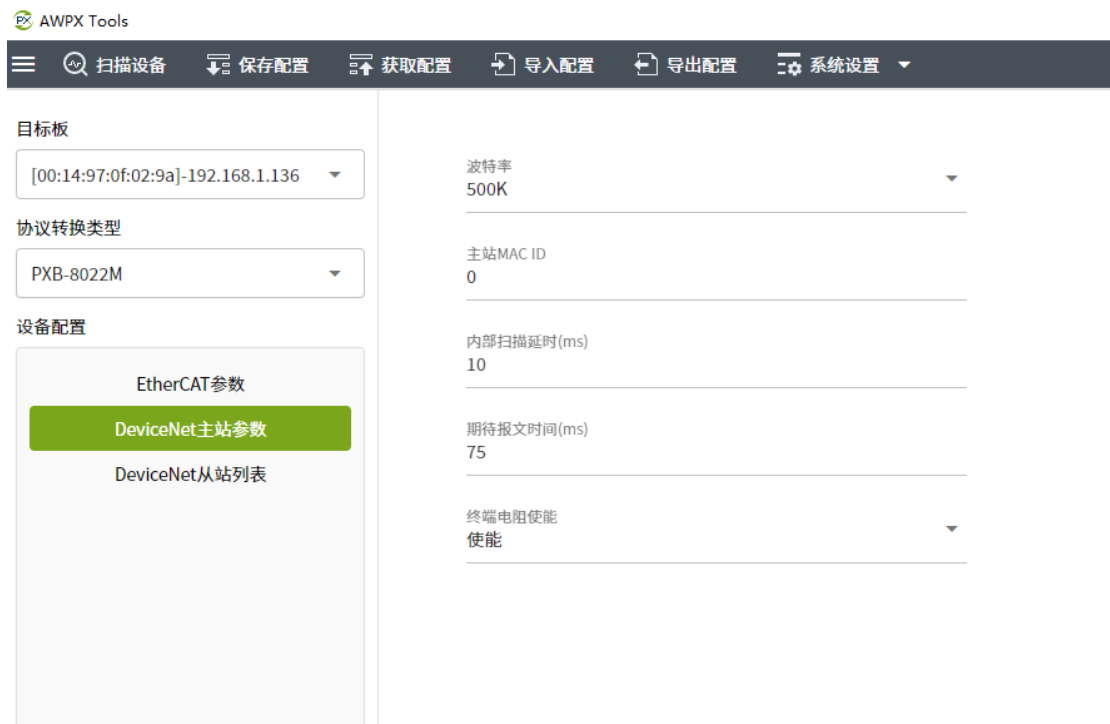 AWPX Tools
扫描设备 保存配置 获取配置 导入配置 导出配置 系统设置
目标板
[00:14:97:0f:02:9a]-192.168.1.136
协议转换类型
PXB-8022M
设备配置
EtherCAT参数
DeviceNet主站参数
DeviceNet从站列表
波特率
500K
主站MAC ID
0
内部扫描延时(ms)
10
期待报文时间(ms)
75
终端电阻使能
使能